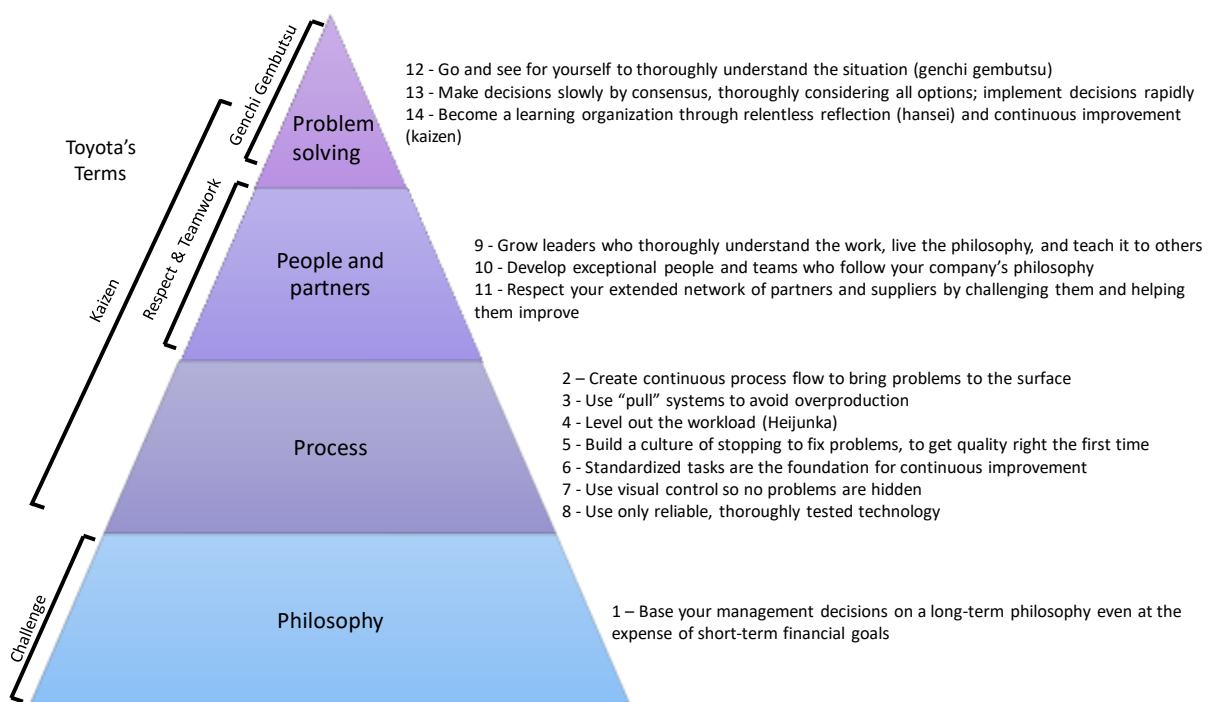 Genchi Gembutsu
12 - Go and see for yourself to thoroughly understand the situation (genchi gembutsu)
13 - Make decisions slowly by consensus, thoroughly considering all options; implement decisions rapidly
14 - Become a learning organization through relentless reflection (hansei) and continuous improvement
(kaizen)
Problem
solving
Toyota's
Terms
Respect & Teamwork
Kaizen
People and
partners
9 - Grow leaders who thoroughly understand the work, live the philosophy, and teach it to others
10 - Develop exceptional people and teams who follow your company's philosophy
11 - Respect your extended network of partners and suppliers by challenging them and helping
them improve
Process
2 – Create continuous process flow to bring problems to the surface
3 - Use “pull” systems to avoid overproduction
4 - Level out the workload (Heijunka)
5 - Build a culture of stopping to fix problems, to get quality right the first time
6 - Standardized tasks are the foundation for continuous improvement
7 - Use visual control so no problems are hidden
8 - Use only reliable, thoroughly tested technology
Challenge
Philosophy
1 – Base your management decisions on a long-term philosophy even at the
expense of short-term financial goals